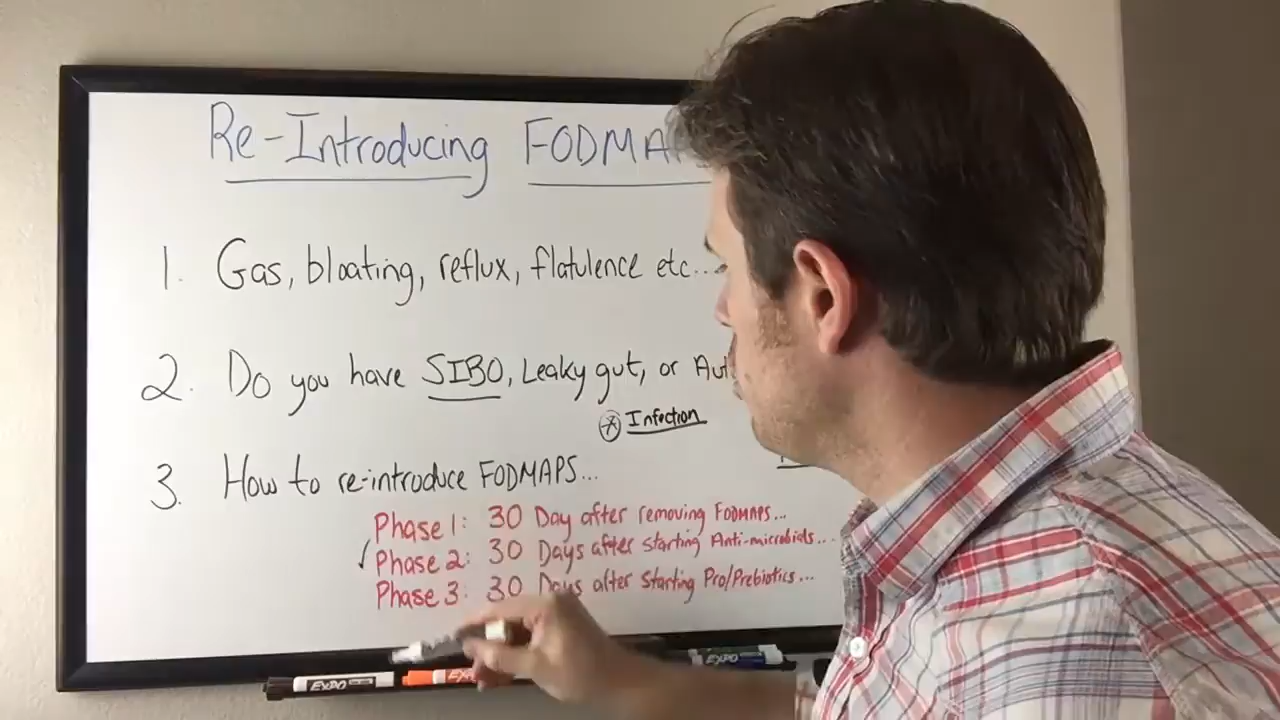 Re-Introducing FODMAP
1. Gas, bloating, reflux, flatulence etc...
2. Do you have SIBO, Leaky gut, or Aut
* Infection
3. How to re-introduce FODMAPS...
Phase 1: 30 Day after removing FODMAPS...
Phase 2: 30 Days after starting Anti-microbials...
Phase 3: 30 Days after Starting Pro/Prebiotics...
EXPO
EXPO